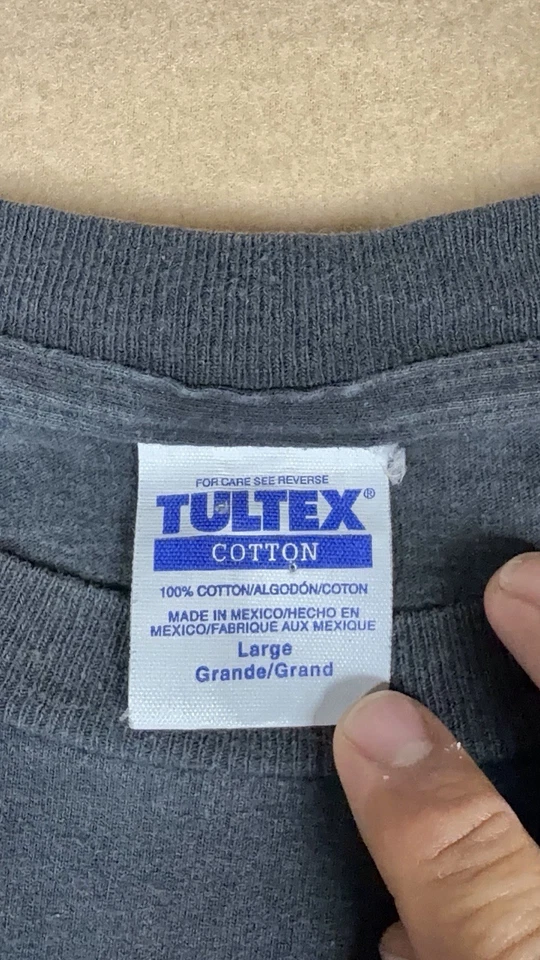 FOR CARE SEE REVERSE
TULTEX®
COTTON
100% COTTON/ALGODÓN/COTON
MADE IN MEXICO/HECHO EN
MEXICO/FABRIQUE AUX MEXIQUE
Large
Grande/Grand